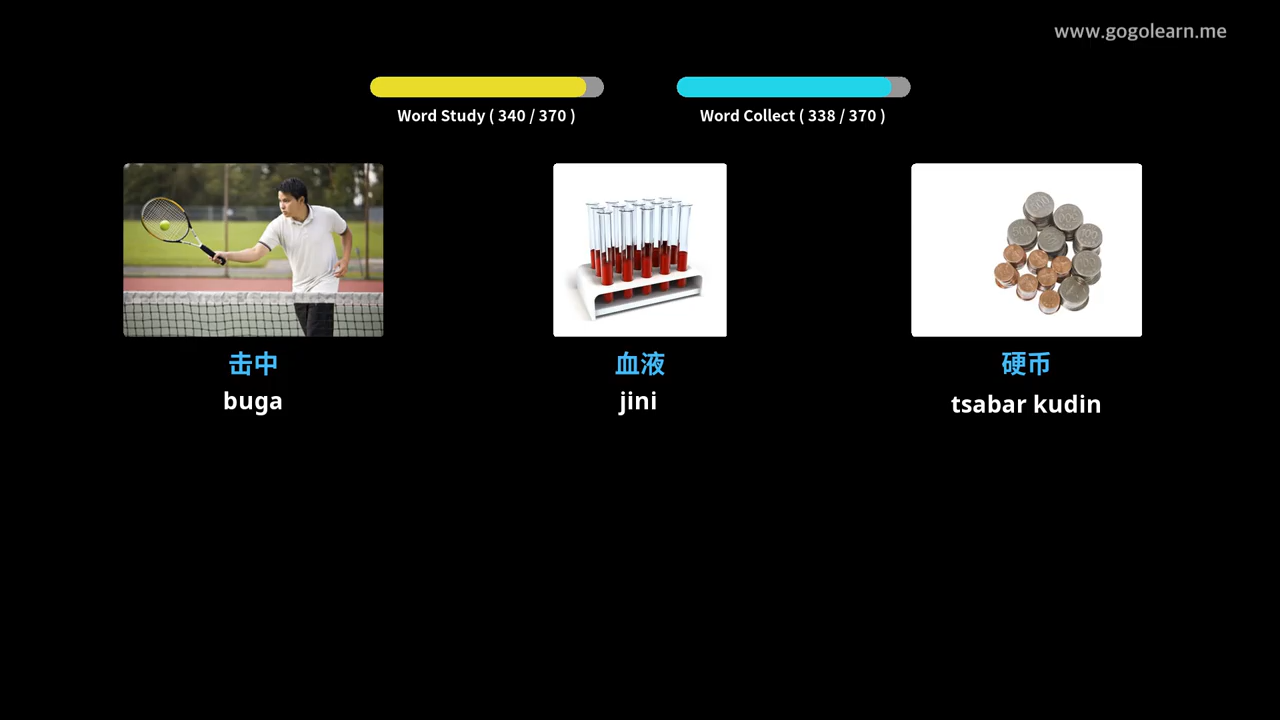 www.gogolearn.me
Word Study ( 340 / 370 )
Word Collect ( 338 / 370 )
击中
buga
血液
jini
硬币
tsabar kudin